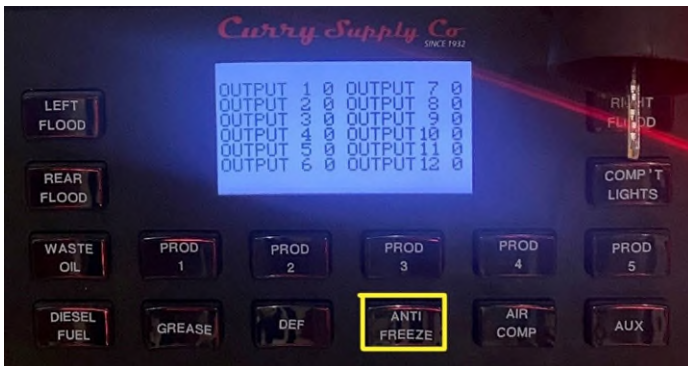 Curry Supply Co
SINCE 1932
OUTPUT 1 0 OUTPUT 7 0
OUTPUT 2 0 OUTPUT 8 0
OUTPUT 3 0 OUTPUT 9 0
OUTPUT 4 0 OUTPUT 10 0
OUTPUT 5 0 OUTPUT 11 0
OUTPUT 6 0 OUTPUT 12 0
LEFT
FLOOD
RIGHT
FLOOD
REAR
FLOOD
COMP'T
LIGHTS
WASTE
OIL
PROD
1
PROD
2
PROD
3
PROD
4
PROD
5
DIESEL
FUEL
GREASE
DEF
ANTI
FREEZE
AIR
COMP
AUX